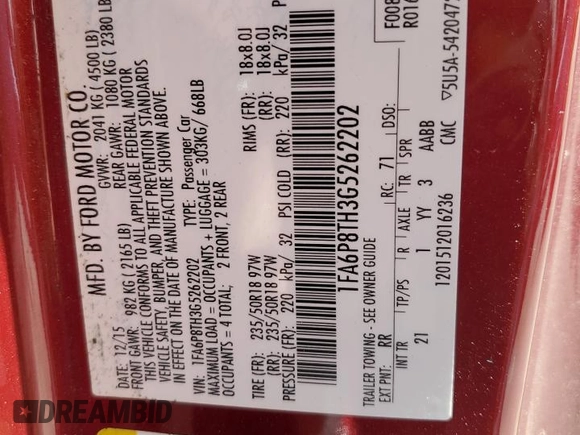 MFD. BY FORD MOTOR CO.
DATE: 12/15 GVWR: 2041 KG (4500 LB)
FRONT GAWR: 982 KG (2165 LB) REAR GAWR: 1080 KG (2380 LB)
THIS VEHICLE CONFORMS TO ALL APPLICABLE FEDERAL MOTOR
VEHICLE SAFETY, BUMPER, AND THEFT PREVENTION STANDARDS
IN EFFECT ON THE DATE OF MANUFACTURE SHOWN ABOVE.
VIN: 1FA6P8TH3G5262202 TYPE: Passenger Car
MAXIMUM LOAD = OCCUPANTS + LUGGAGE = 303KG / 668LB
OCCUPANTS = 4 TOTAL: 2 FRONT, 2 REAR
TIRE (FR): 235/50R18 97W RIMS (FR): 18x8.0J
TIRE (RR): 235/50R18 97W (RR): 18x8.0J
PRESSURE (FR): 220 kPa/ 32 PSI COLD (RR): 220 kPa/ 32
1FA6P8TH3G5262202
TRAILER TOWING - SEE OWNER GUIDE
F008
R016
EXT PNT: RR RC: 71 DSO:
INT TR TP/PS R AXLE TR SPR
21 1 YY 3 AABB
1201512016236 CMC ▽5U5A-5420472
DREAMBID